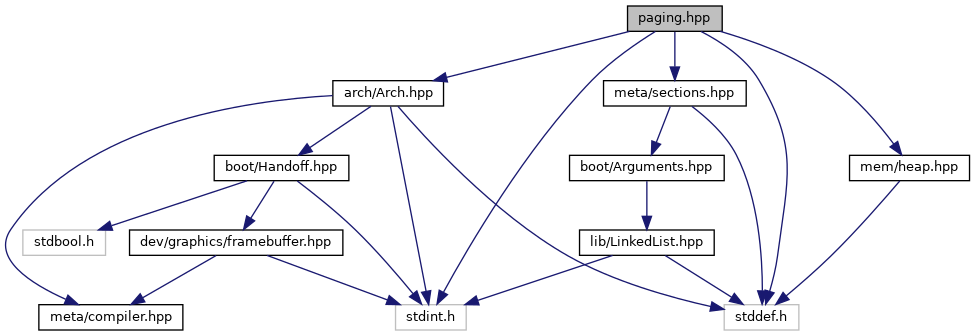 paging.hpp
arch/Arch.hpp
meta/sections.hpp
boot/Handoff.hpp
boot/Arguments.hpp
mem/heap.hpp
stdbool.h
dev/graphics/framebuffer.hpp
lib/LinkedList.hpp
meta/compiler.hpp
stdint.h
stddef.h